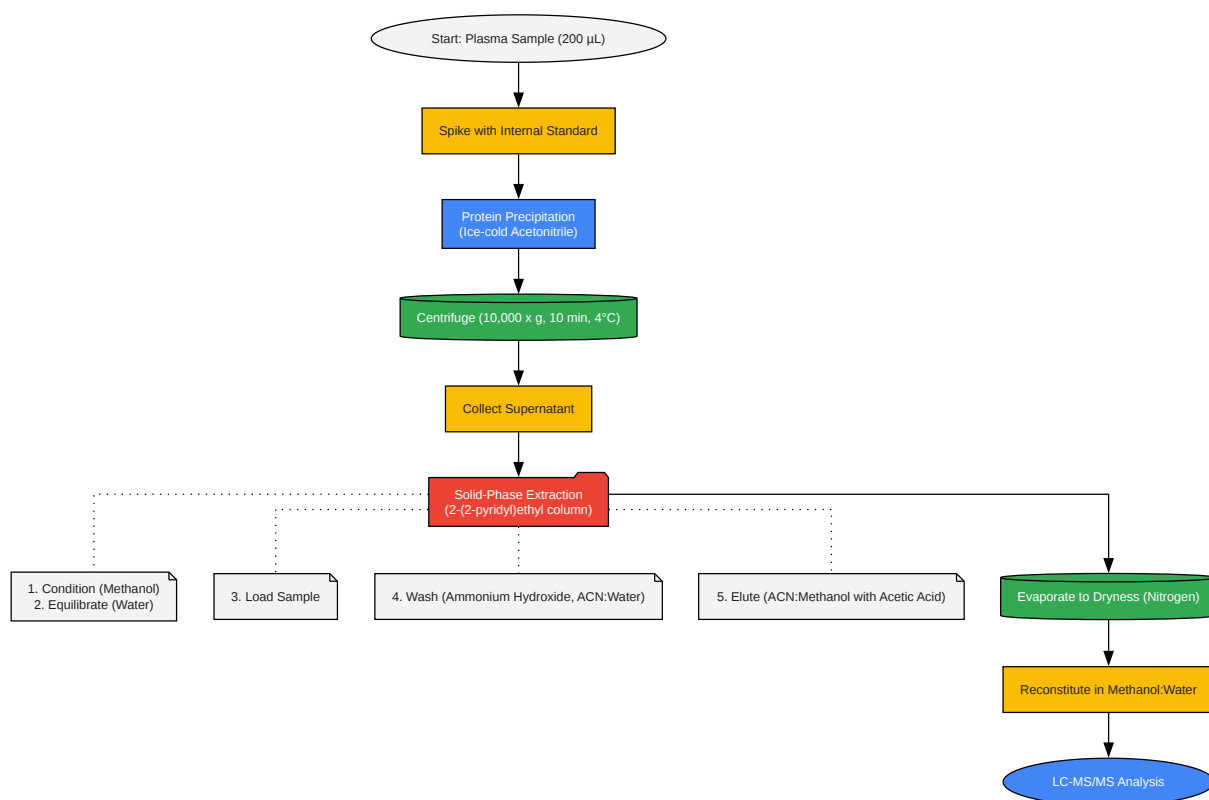 Start: Plasma Sample (200 µL)
Spike with Internal Standard
Protein Precipitation
(Ice-cold Acetonitrile)
Centrifuge (10,000 x g, 10 min, 4°C)
Collect Supernatant
Solid-Phase Extraction
(2-(2-pyridyl)ethyl column)
1. Condition (Methanol)
2. Equilibrate (Water)
3. Load Sample
4. Wash (Ammonium Hydroxide, ACN:Water)
5. Elute (ACN:Methanol with Acetic Acid)
Evaporate to Dryness (Nitrogen)
Reconstitute in Methanol:Water
LC-MS/MS Analysis